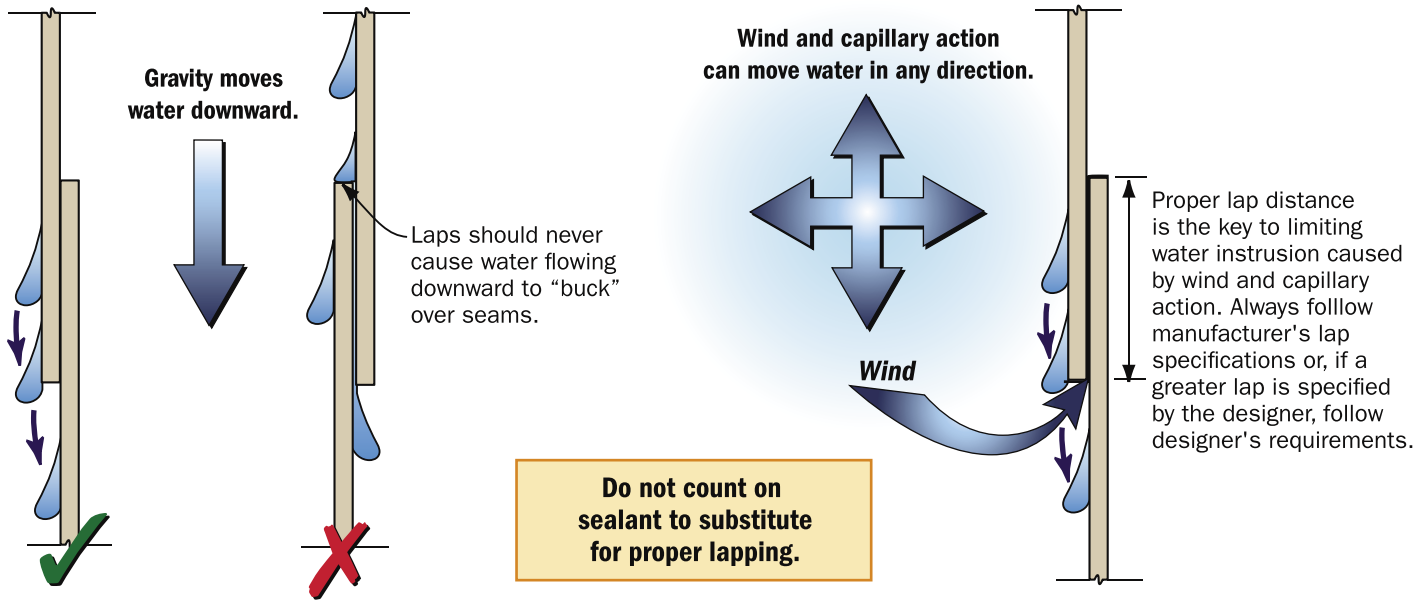 Gravity moves
water downward.
Laps should never
cause water flowing
downward to “buck”
over seams.
Wind and capillary action
can move water in any direction.
Wind
Proper lap distance
is the key to limiting
water instrusion caused
by wind and capillary
action. Always folllow
manufacturer's lap
specifications or, if a
greater lap is specified
by the designer, follow
designer's requirements.
Do not count on
sealant to substitute
for proper lapping.